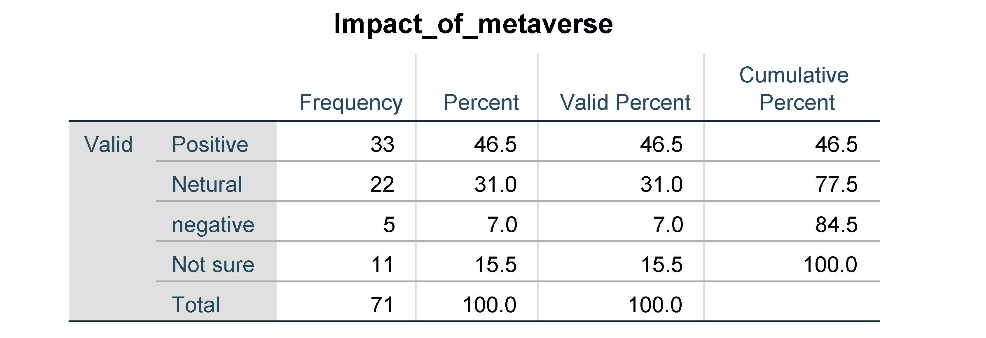 Impact_of_metaverse
Frequency Percent Valid Percent Cumulative Percent
Valid Positive 33 46.5 46.5 46.5
Netural 22 31.0 31.0 77.5
negative 5 7.0 7.0 84.5
Not sure 11 15.5 15.5 100.0
Total 71 100.0 100.0